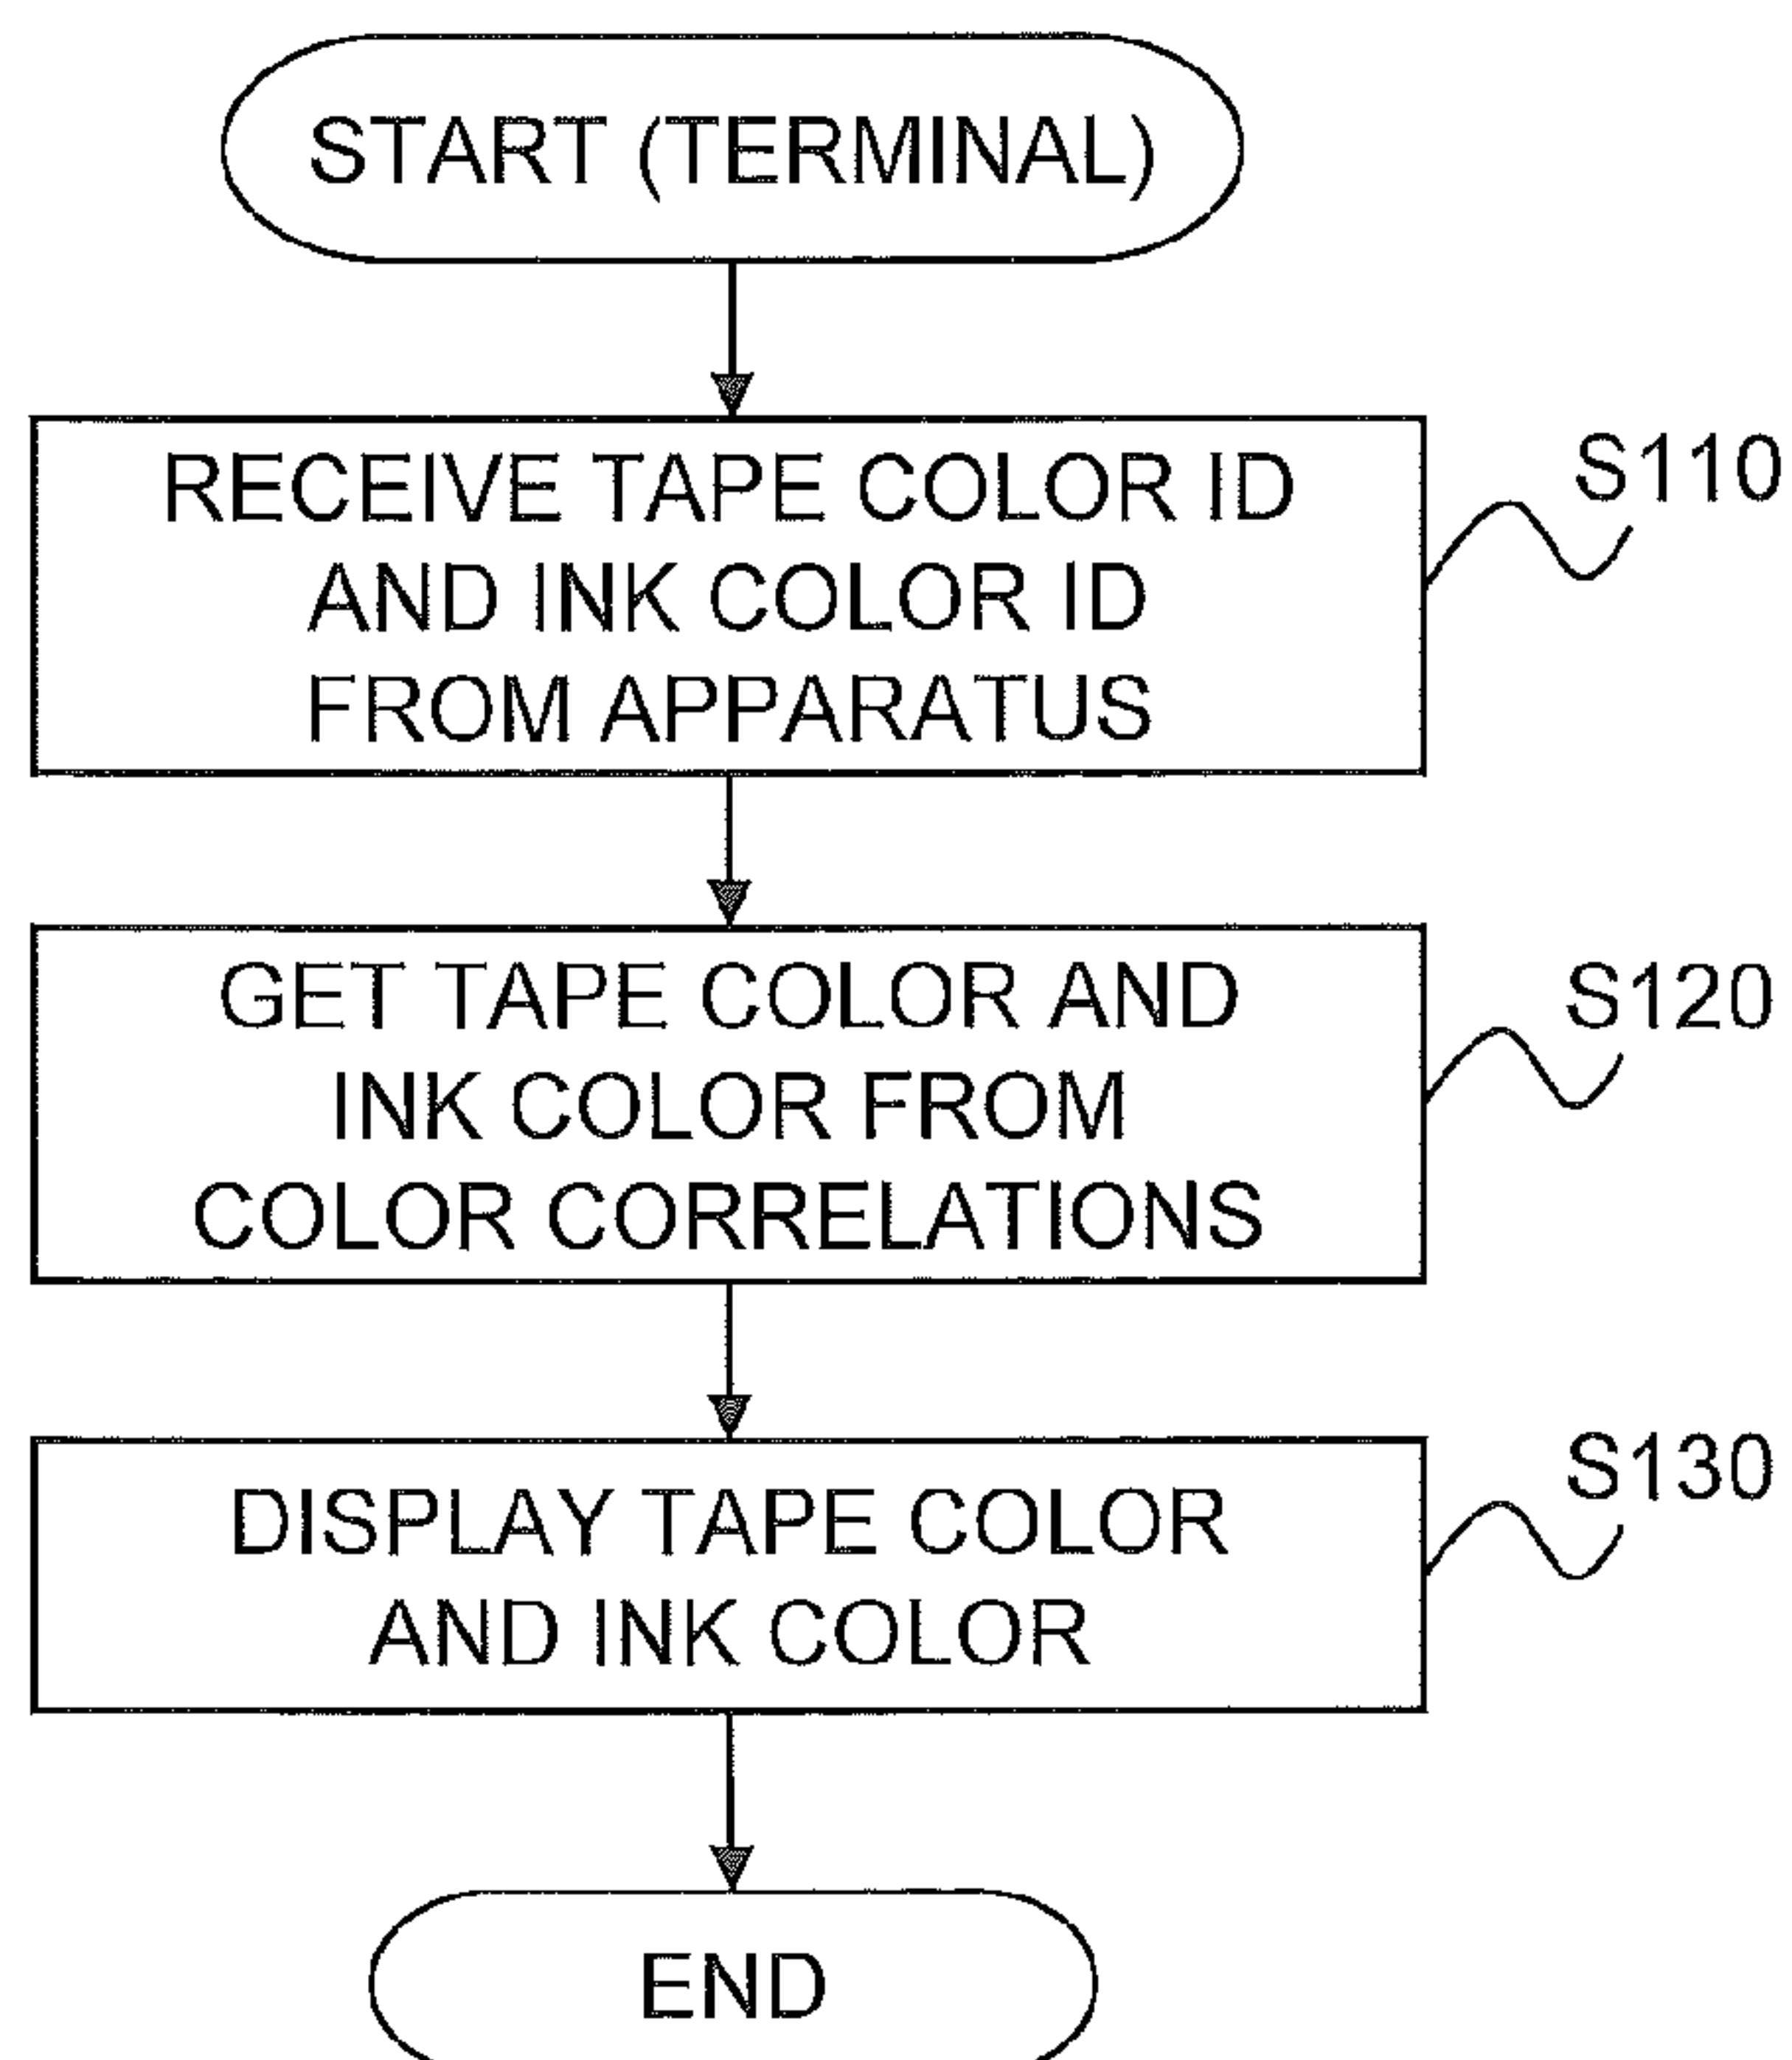 START (TERMINAL)
RECEIVE TAPE COLOR ID
AND INK COLOR ID
FROM APPARATUS
S110
GET TAPE COLOR AND
INK COLOR FROM
COLOR CORRELATIONS
S120
DISPLAY TAPE COLOR
AND INK COLOR
S130
END